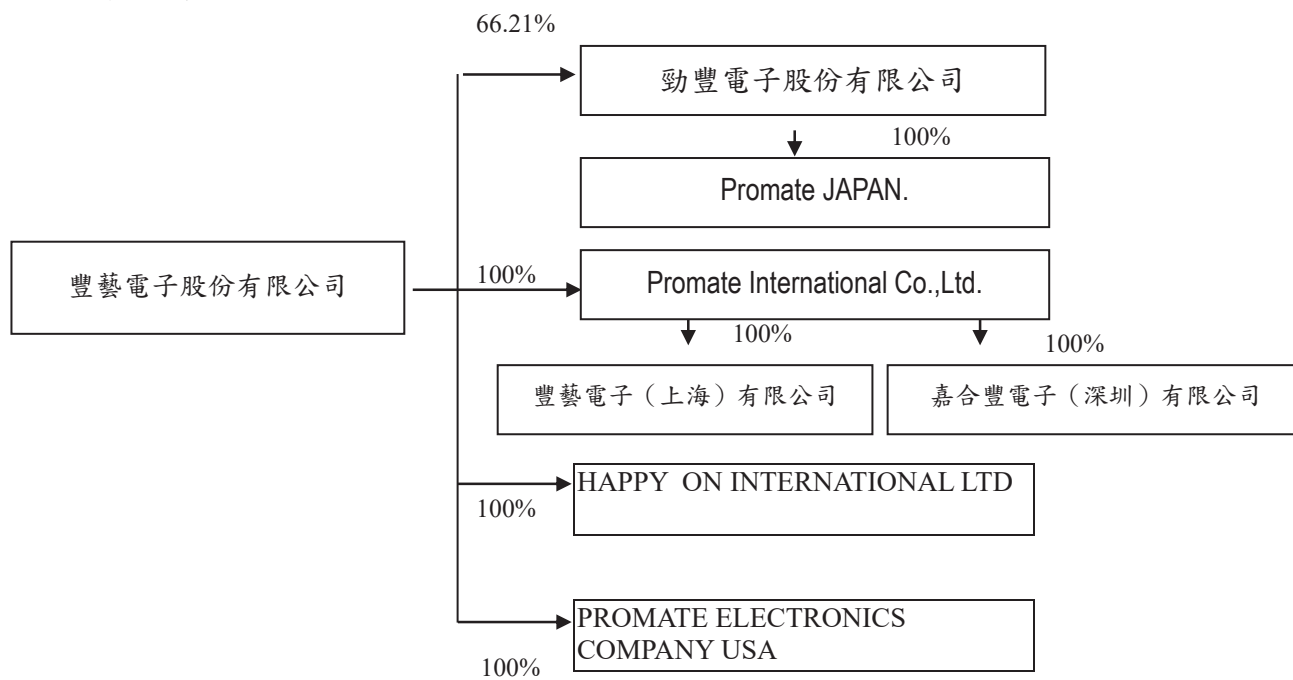 66.21%
勁豐電子股份有限公司
100%
Promate JAPAN.
豐藝電子股份有限公司
100%
Promate International Co.,Ltd.
100%
100%
豐藝電子（上海）有限公司
嘉合豐電子（深圳）有限公司
HAPPY ON INTERNATIONAL LTD
100%
PROMATE ELECTRONICS
COMPANY USA
100%